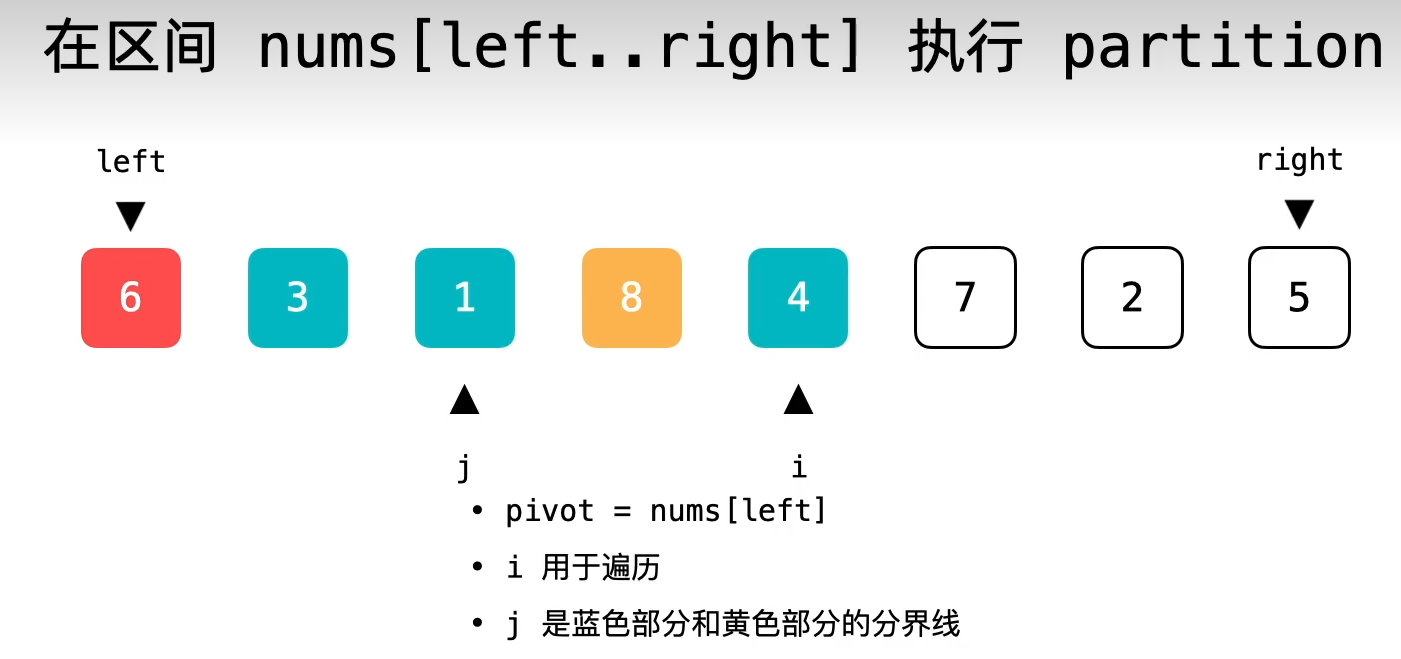 在区间 nums[left..right] 执行 partition
left right
6 3 1 8 4 7 2 5
j i
• pivot = nums[left]
• i 用于遍历
• j 是蓝色部分和黄色部分的分界线